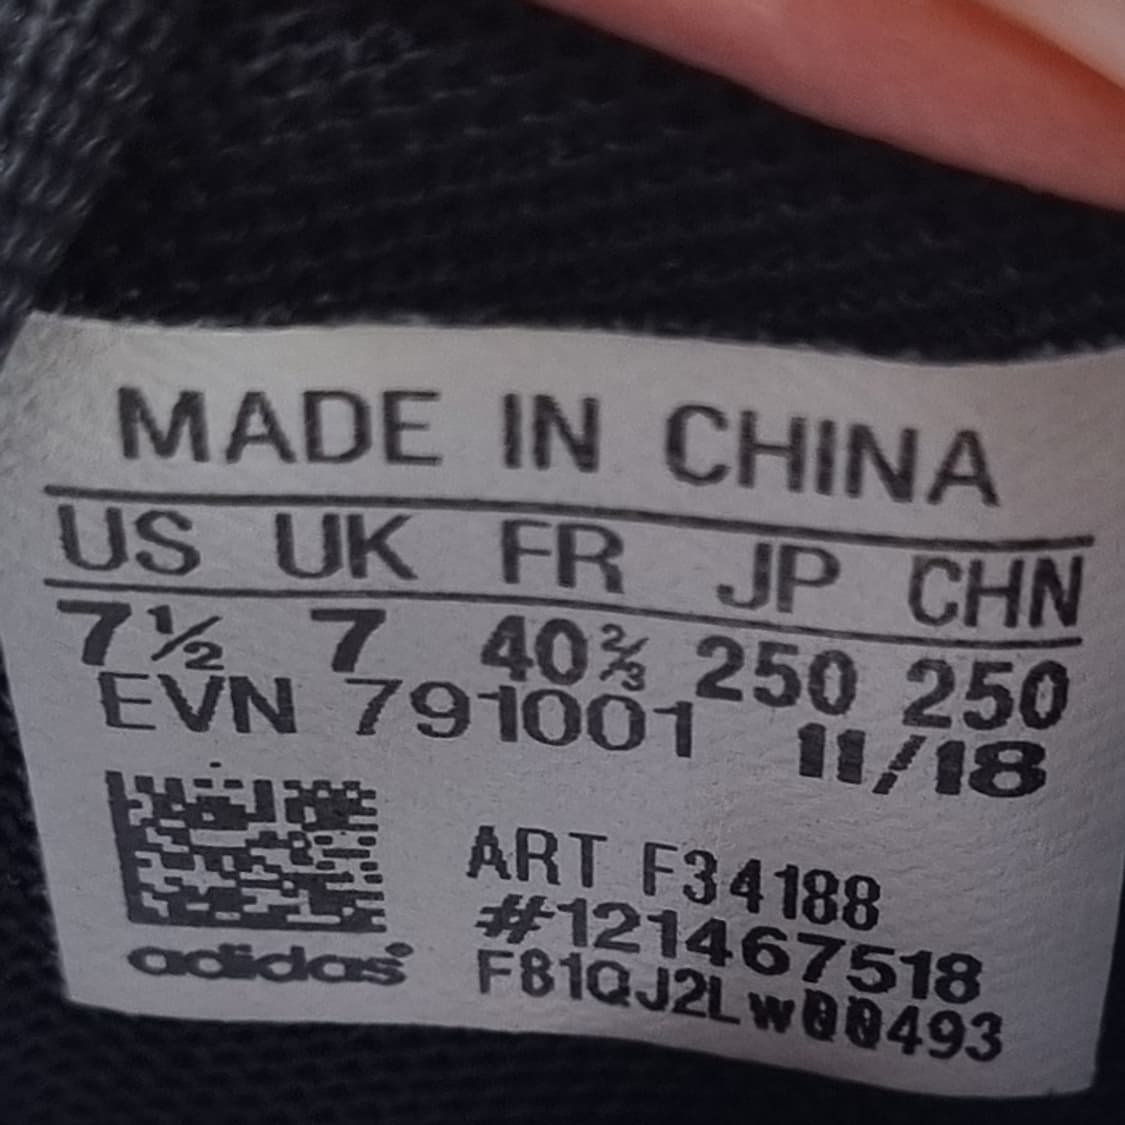 MADE IN CHINA
US UK FR JP CHN
7½ 7 40⅔ 250 250
EVN 791001 11/18
ART F34188
#121467518
F81QJ2Lw00493
adidas